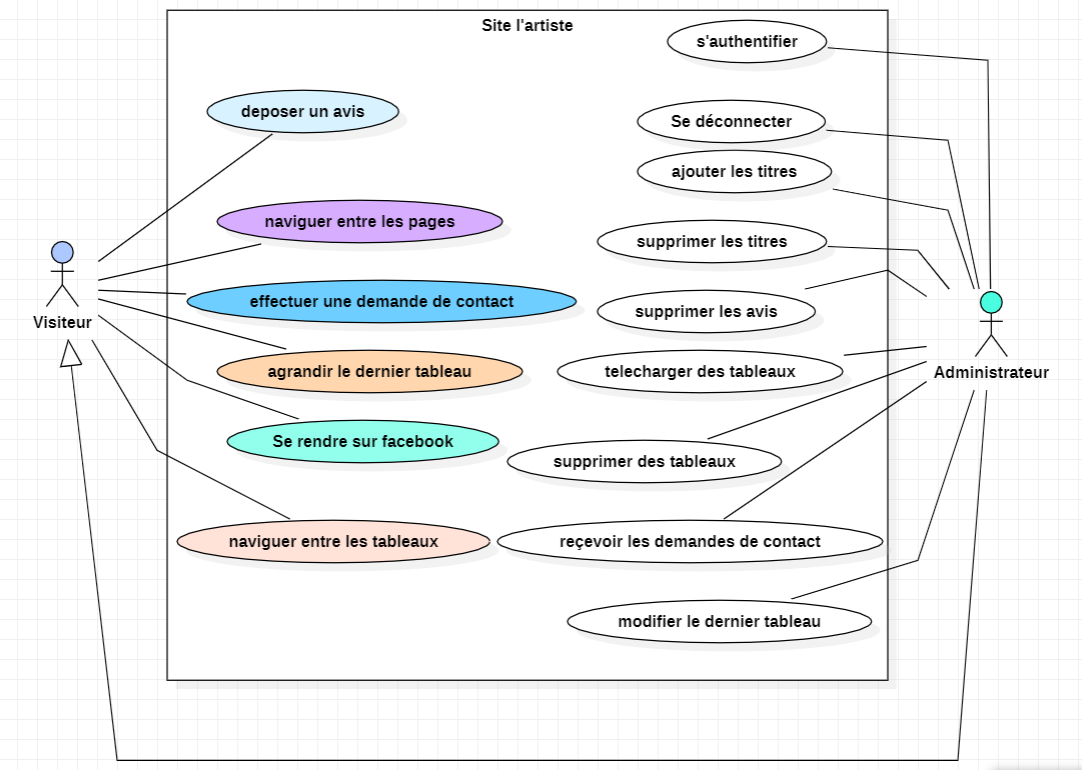 Site l'artiste
s'authentifier
deposer un avis
Se déconnecter
ajouter les titres
naviguer entre les pages
supprimer les titres
effectuer une demande de contact
supprimer les avis
Visiteur
agrandir le dernier tableau
telecharger des tableaux
Administrateur
Se rendre sur facebook
supprimer des tableaux
naviguer entre les tableaux
reçevoir les demandes de contact
modifier le dernier tableau